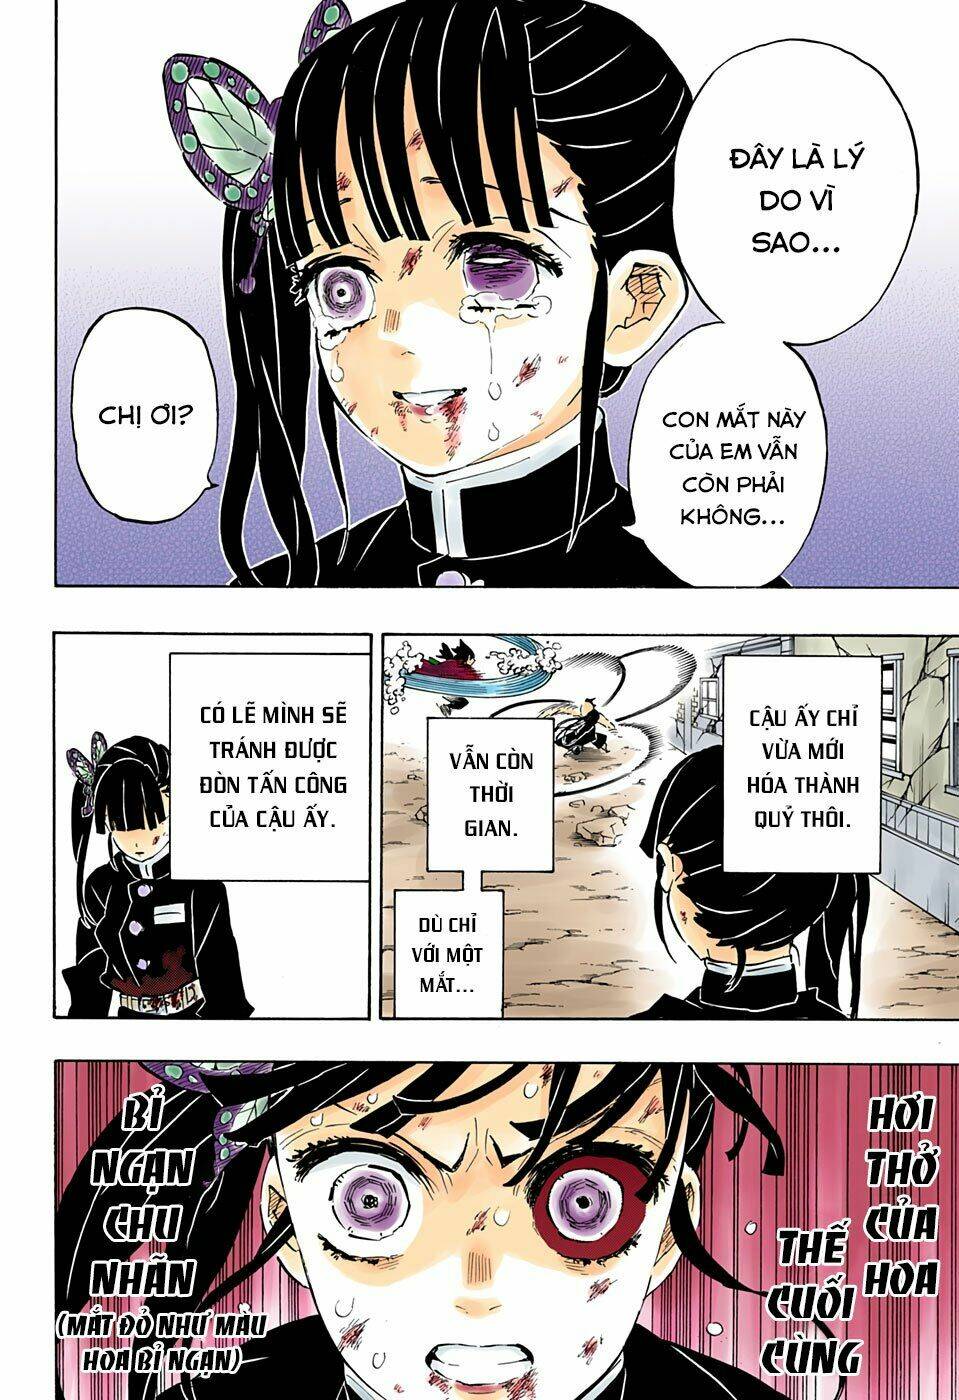 ĐÂY LÀ LÝ
DO VÌ
SAO...
CON MẮT NÀY
CỦA EM VẪN
CÒN PHẢI
KHÔNG...
CHỊ ƠI?
CẬU ẤY CHỈ
VỪA MỚI
HÓA THÀNH
QUỶ THÔI.
VẪN CÒN
THỜI
GIAN.
DÙ CHỈ
VỚI MỘT
MẮT...
CÓ LẼ MÌNH SẼ
TRÁNH ĐƯỢC
ĐÒN TẤN CÔNG
CỦA CẬU ẤY.
HƠI
THỞ
CỦA
HOA
THẾ
CUỐI
CÙNG
BỈ
NGẠN
CHU
NHÃN
(MẮT ĐỎ NHƯ MÀU
HOA BỈ NGẠN)